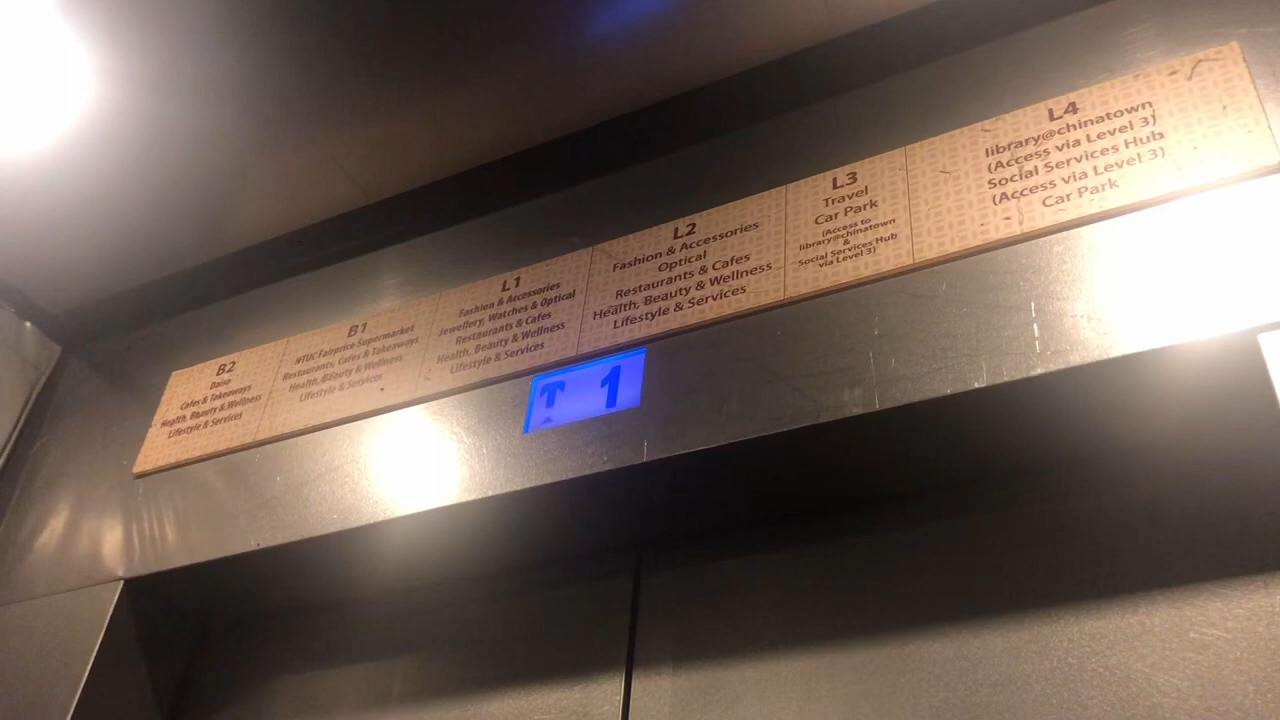 B2
Daiso
Cafes & Takeaways
Health, Beauty & Wellness
Lifestyle & Services
B1
NTUC Fairprice Supermarket
Restaurants, Cafes & Takeaways
Health, Beauty & Wellness
Lifestyle & Services
L1
Fashion & Accessories
Jewellery, Watches & Optical
Restaurants & Cafes
Health, Beauty & Wellness
Lifestyle & Services
L2
Fashion & Accessories
Optical
Restaurants & Cafes
Health, Beauty & Wellness
Lifestyle & Services
L3
Travel
Car Park
(Access to
library@chinatown
&
Social Services Hub
via Level 3)
L4
library@chinatown
(Access via Level 3)
Social Services Hub
(Access via Level 3)
Car Park
1